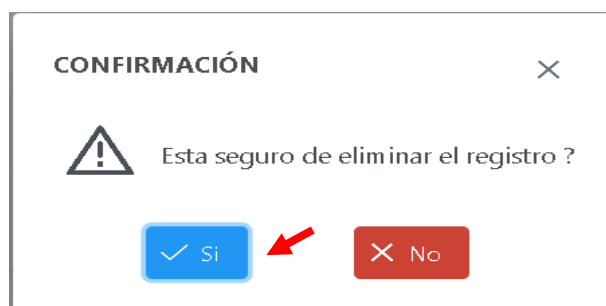 CONFIRMACIÓN
Esta seguro de eliminar el registro ?
Si
No